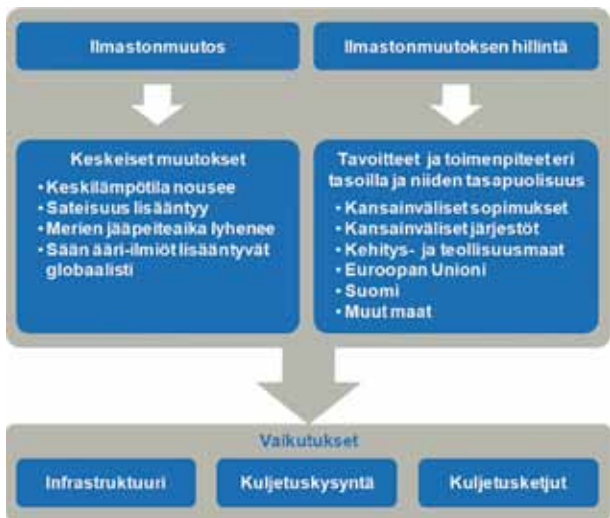 Ilmastonmuutos
Keskeiset muutokset
• Keskilämpötila nousee
• Sateisuus lisääntyy
• Merien jääpeiteaika lyhenee
• Sään ääri-ilmiöt lisääntyvät
globaalisti
Ilmastonmuutoksen hillintä
Tavoitteet ja toimenpiteet eri
tasoilla ja niiden tasapuolisuus
• Kansainväliset sopimukset
• Kansainväliset järjestöt
• Kehitys- ja teollisuusmaat
• Euroopan Unioni
• Suomi
• Muut maat
Vaikutukset
Infrastruktuuri
Kuljetuskysyntä
Kuljetusketjut